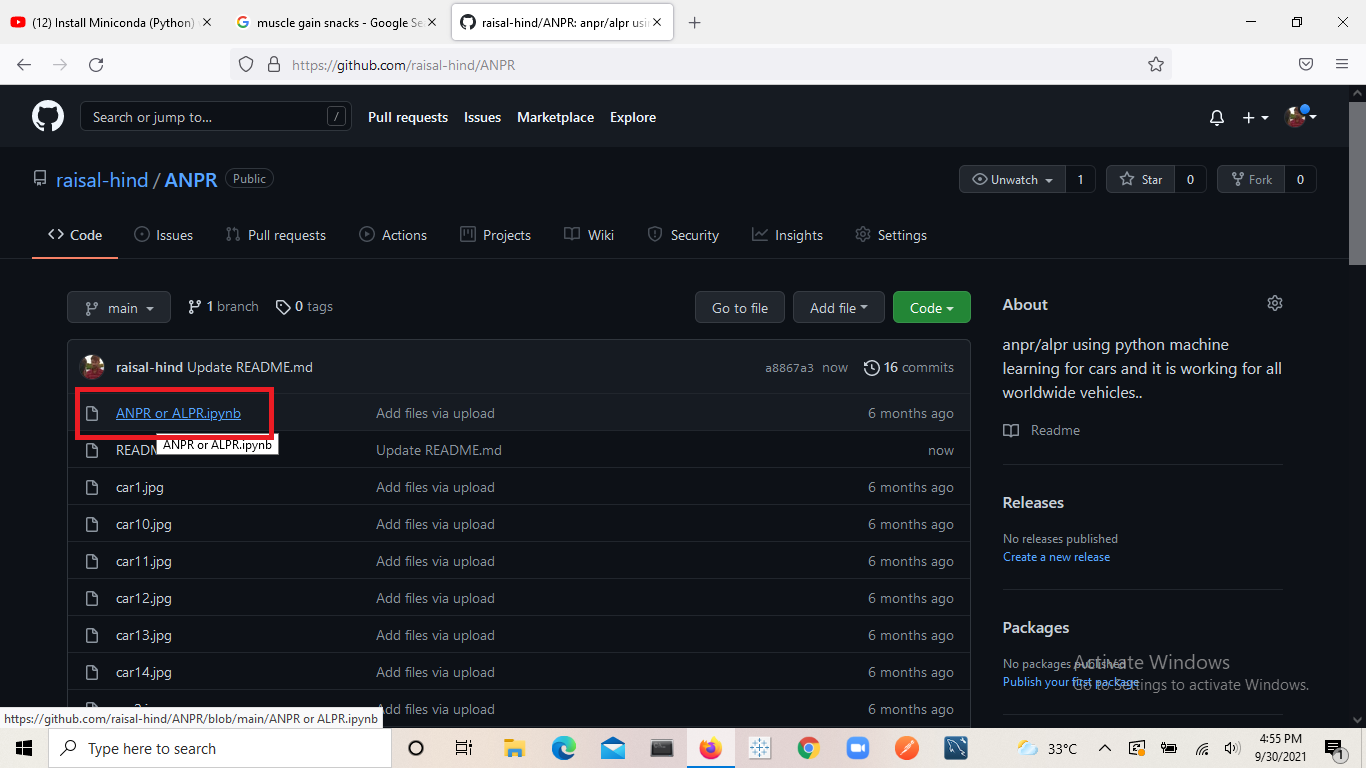 (12) Install Miniconda (Python)
muscle gain snacks - Google Se
raisal-hind/ANPR: anpr/alpr usin
https://github.com/raisal-hind/ANPR
Search or jump to...
/
Pull requests
Issues
Marketplace
Explore
raisal-hind / ANPR
Public
Unwatch
1
Star
0
Fork
0
Code
Issues
Pull requests
Actions
Projects
Wiki
Security
Insights
Settings
main
1 branch
0 tags
Go to file
Add file
Code
raisal-hind Update README.md
a8867a3 now
16 commits
ANPR or ALPR.ipynb
Add files via upload
6 months ago
ANPR or ALPR.ipynb
READM
Update README.md
now
car1.jpg
Add files via upload
6 months ago
car10.jpg
Add files via upload
6 months ago
car11.jpg
Add files via upload
6 months ago
car12.jpg
Add files via upload
6 months ago
car13.jpg
Add files via upload
6 months ago
car14.jpg
Add files via upload
6 months ago
Add files via upload
6 months ago
About
anpr/alpr using python machine
learning for cars and it is working for all
worldwide vehicles..
Readme
Releases
No releases published
Create a new release
Packages
No packages published
Publish your first package
Activate Windows
Go to Settings to activate Windows.
https://github.com/raisal-hind/ANPR/blob/main/ANPR or ALPR.ipynb
Type here to search
33°C
4:55 PM
9/30/2021
1